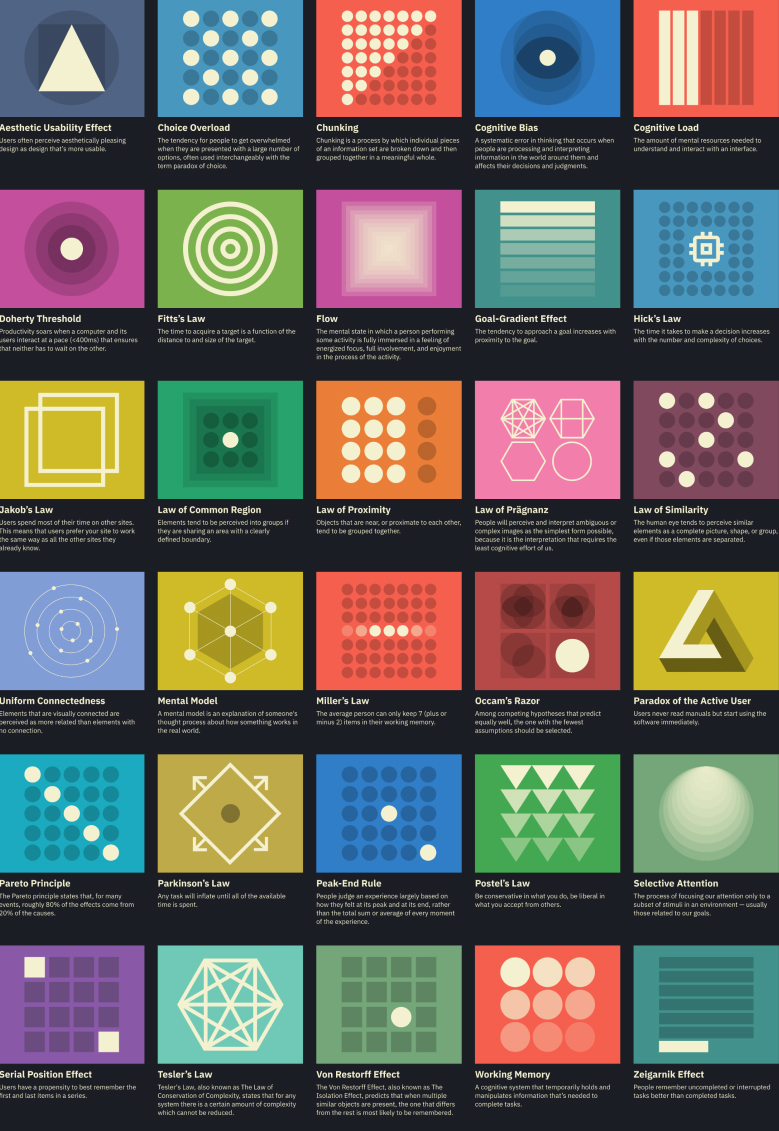 Aesthetic Usability Effect
Users often perceive aesthetically pleasing
design as design that's more usable.
Choice Overload
The tendency for people to get overwhelmed
when they are presented with a large number of
options, often used interchangeably with the
term paradox of choice.
Chunking
Chunking is a process by which individual pieces
of an information set are broken down and then
grouped together in a meaningful whole.
Cognitive Bias
A systematic error in thinking that occurs when
people are processing and interpreting
information in the world around them and
affects their decisions and judgments.
Cognitive Load
The amount of mental resources needed to
understand and interact with an interface.
Doherty Threshold
Productivity soars when a computer and its
users interact at a pace (<400ms) that ensures
that neither has to wait on the other.
Fitts's Law
The time to acquire a target is a function of the
distance to and size of the target.
Flow
The mental state in which a person performing
some activity is fully immersed in a feeling of
energized focus, full involvement, and enjoyment
in the process of the activity.
Goal-Gradient Effect
The tendency to approach a goal increases with
proximity to the goal.
Hick's Law
The time it takes to make a decision increases
with the number and complexity of choices.
Jakob's Law
Users spend most of their time on other sites.
This means that users prefer your site to work
the same way as all the other sites they
already know.
Law of Common Region
Elements tend to be perceived into groups if
they are sharing an area with a clearly
defined boundary.
Law of Proximity
Objects that are near, or proximate to each other,
tend to be grouped together.
Law of Prägnanz
People will perceive and interpret ambiguous or
complex images as the simplest form possible,
because it is the interpretation that requires the
least cognitive effort of us.
Law of Similarity
The human eye tends to perceive similar
elements as a complete picture, shape, or group,
even if those elements are separated.
Uniform Connectedness
Elements that are visually connected are
perceived as more related than elements with
no connection.
Mental Model
A mental model is an explanation of someone's
thought process about how something works in
the real world.
Miller's Law
The average person can only keep 7 (plus or
minus 2) items in their working memory.
Occam's Razor
Among competing hypotheses that predict
equally well, the one with the fewest
assumptions should be selected.
Paradox of the Active User
Users never read manuals but start using the
software immediately.
Pareto Principle
The Pareto principle states that, for many
events, roughly 80% of the effects come from
20% of the causes.
Parkinson's Law
Any task will inflate until all of the available
time is spent.
Peak-End Rule
People judge an experience largely based on
how they felt at its peak and at its end, rather
than the total sum or average of every moment
of the experience.
Postel's Law
Be conservative in what you do, be liberal in
what you accept from others.
Selective Attention
The process of focusing our attention only to a
subset of stimuli in an environment — usually
those related to our goals.
Serial Position Effect
Users have a propensity to best remember the
first and last items in a series.
Tesler's Law
Tesler's Law, also known as The Law of
Conservation of Complexity, states that for any
system there is a certain amount of complexity
which cannot be reduced.
Von Restorff Effect
The Von Restorff Effect, also known as The
Isolation Effect, predicts that when multiple
similar objects are present, the one that differs
from the rest is most likely to be remembered.
Working Memory
A cognitive system that temporarily holds and
manipulates information that's needed to
complete tasks.
Zeigarnik Effect
People remember uncompleted or interrupted
tasks better than completed tasks.